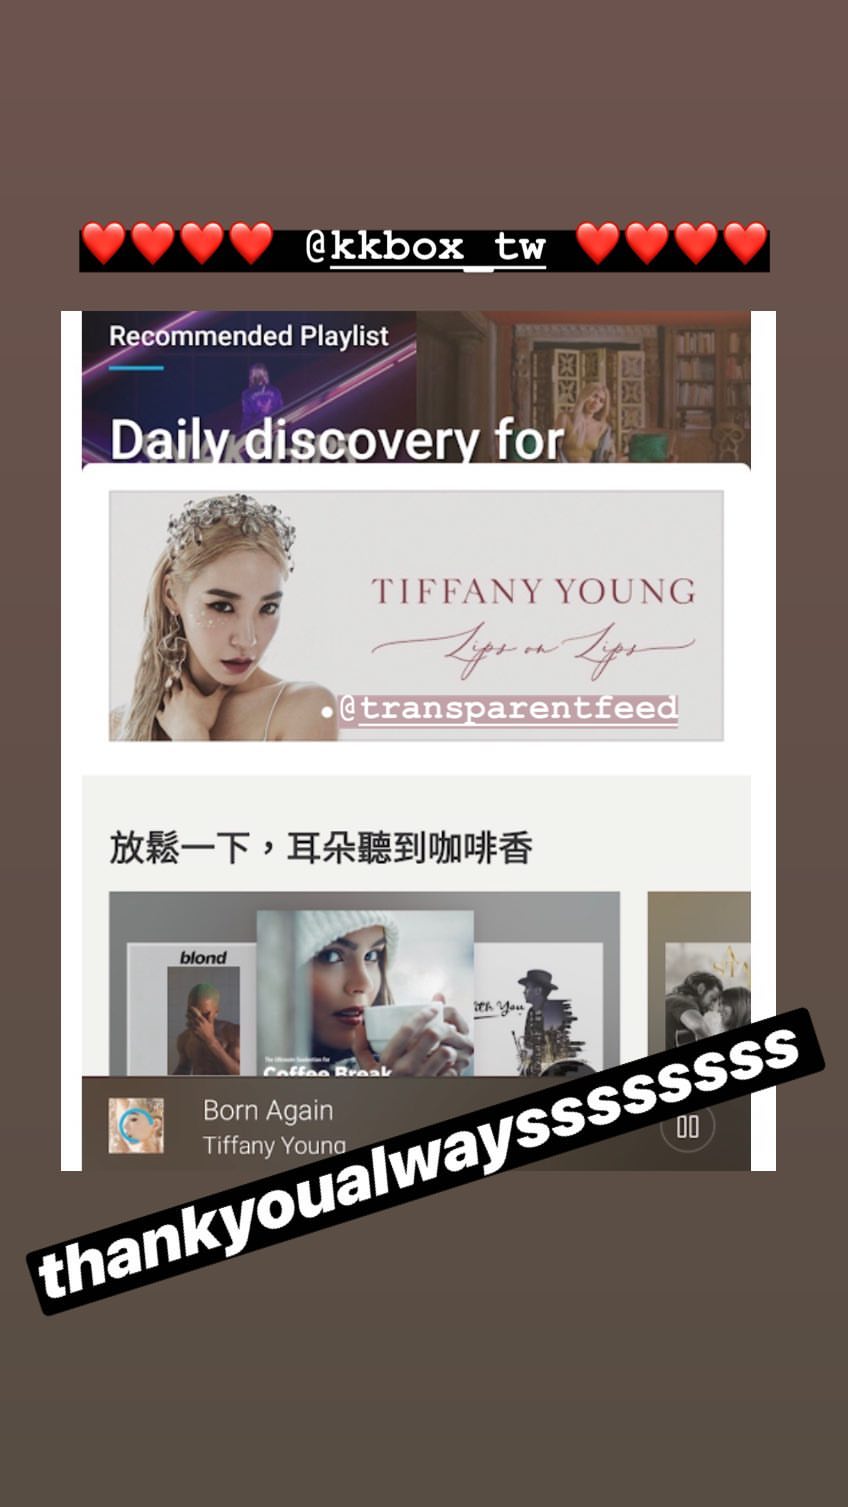 ❤️❤️❤️❤️ @kkbox_tw ❤️❤️❤️❤️
Recommended Playlist
Daily discovery for
TIFFANY YOUNG
Lips on Lips
@transparentfeed
放鬆一下，耳朵聽到咖啡香
blond
With You
The Ultimate Soundtrack for
Coffee Break
Born Again
Tiffany Young
thankyoualwayssssssss